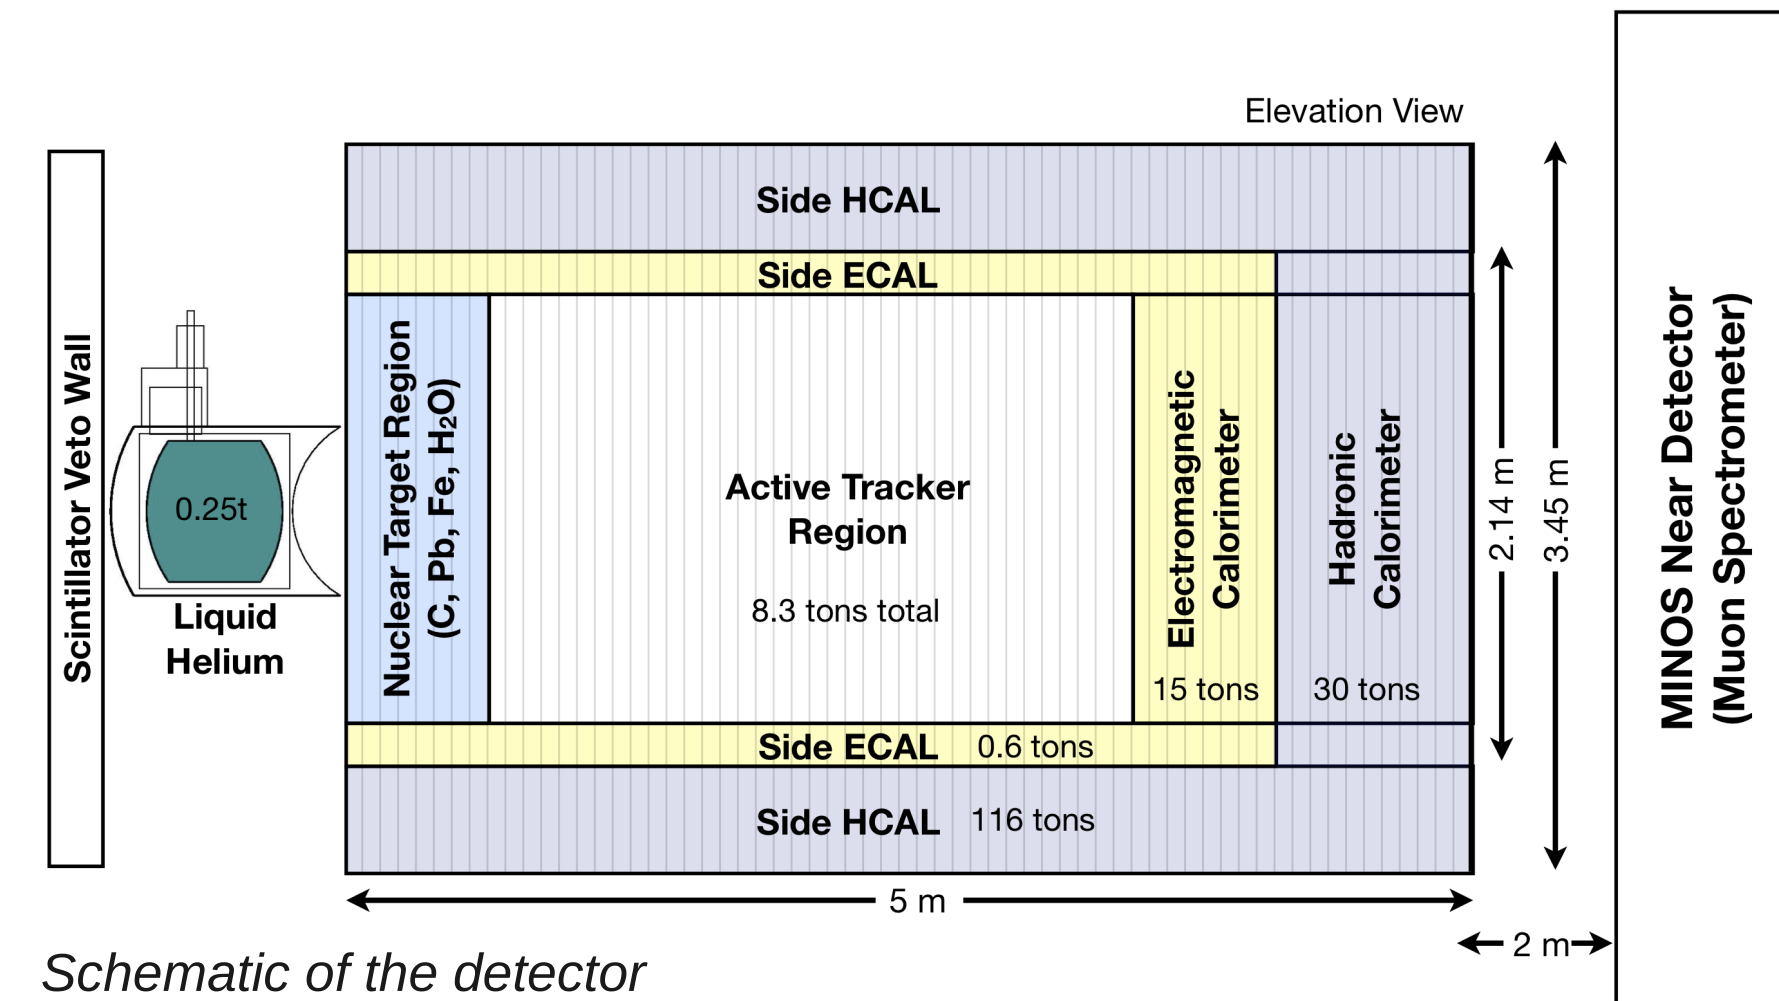 Elevation View
Side HCAL
Side ECAL
Scintillator Veto Wall
0.25t
Liquid
Helium
Nuclear Target Region
(C, Pb, Fe, H₂O)
Active Tracker
Region
8.3 tons total
Electromagnetic
Calorimeter
15 tons
Hadronic
Calorimeter
30 tons
2.14 m
3.45 m
MINOS Near Detector
(Muon Spectrometer)
Side ECAL 0.6 tons
Side HCAL 116 tons
5 m
2 m
Schematic of the detector